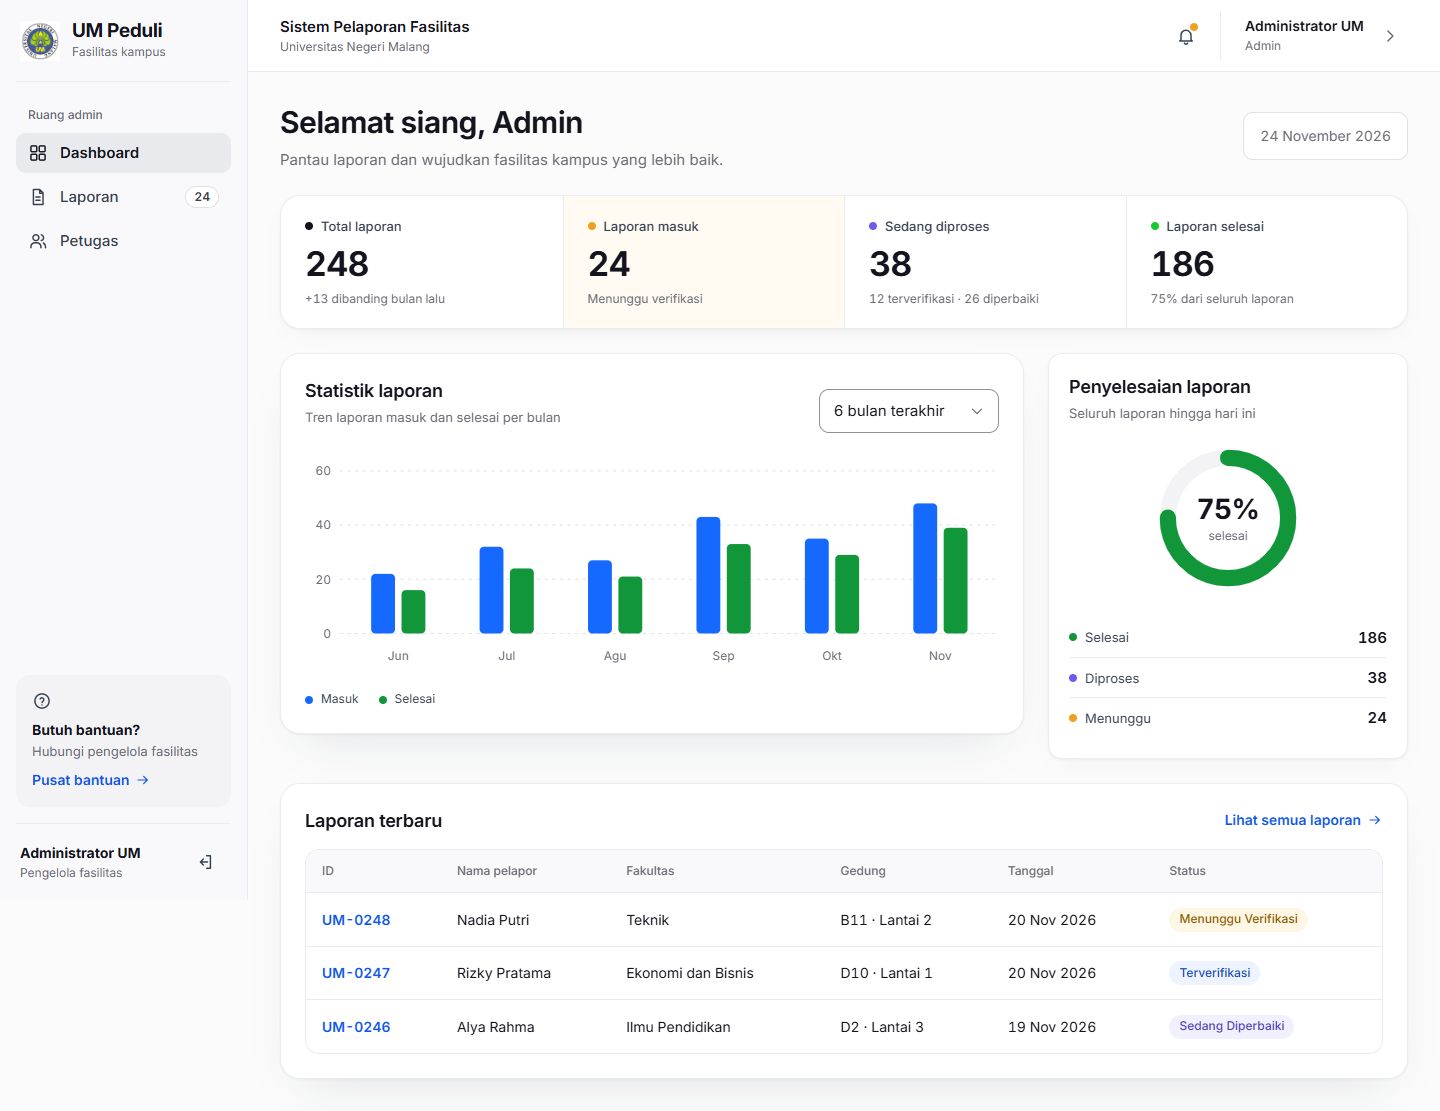 UM Peduli
Fasilitas kampus
Ruang admin
Dashboard
Laporan 24
Petugas
Butuh bantuan?
Hubungi pengelola fasilitas
Pusat bantuan →
Administrator UM
Pengelola fasilitas
Sistem Pelaporan Fasilitas
Universitas Negeri Malang
Administrator UM
Admin
Selamat siang, Admin
Pantau laporan dan wujudkan fasilitas kampus yang lebih baik.
24 November 2026
Total laporan
248
+13 dibanding bulan lalu
Laporan masuk
24
Menunggu verifikasi
Sedang diproses
38
12 terverifikasi · 26 diperbaiki
Laporan selesai
186
75% dari seluruh laporan
Statistik laporan
Tren laporan masuk dan selesai per bulan
6 bulan terakhir
60
40
20
0
Jun Jul Agu Sep Okt Nov
Masuk Selesai
Penyelesaian laporan
Seluruh laporan hingga hari ini
75%
selesai
Selesai 186
Diproses 38
Menunggu 24
Laporan terbaru
Lihat semua laporan →
ID Nama pelapor Fakultas Gedung Tanggal Status
UM-0248 Nadia Putri Teknik B11 · Lantai 2 20 Nov 2026 Menunggu Verifikasi
UM-0247 Rizky Pratama Ekonomi dan Bisnis D10 · Lantai 1 20 Nov 2026 Terverifikasi
UM-0246 Alya Rahma Ilmu Pendidikan D2 · Lantai 3 19 Nov 2026 Sedang Diperbaiki